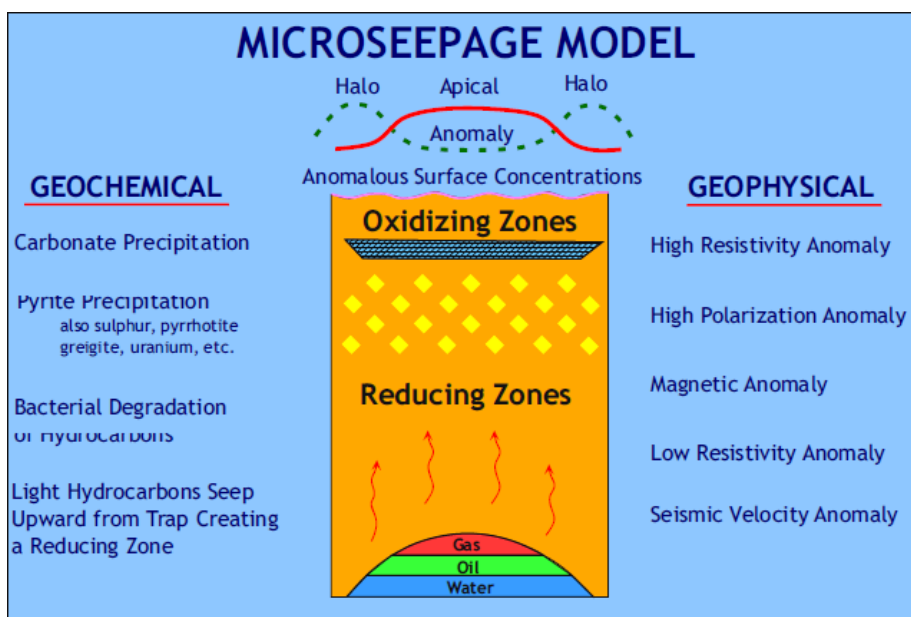 MICROSEEPAGE MODEL
Halo Apical Halo
Anomaly
Anomalous Surface Concentrations
GEOCHEMICAL
Carbonate Precipitation
Pyrite Precipitation
also sulphur, pyrrhotite
greigite, uranium, etc.
Bacterial Degradation
of Hydrocarbons
Light Hydrocarbons Seep
Upward from Trap Creating
a Reducing Zone
Oxidizing Zones
Reducing Zones
Gas
Oil
Water
GEOPHYSICAL
High Resistivity Anomaly
High Polarization Anomaly
Magnetic Anomaly
Low Resistivity Anomaly
Seismic Velocity Anomaly